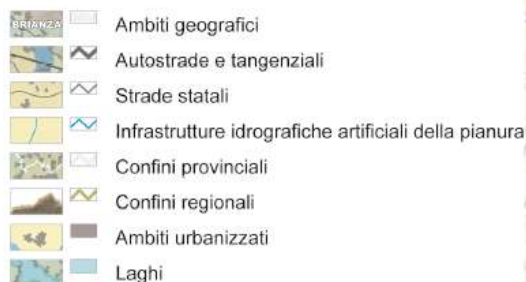 BRIANZA Ambiti geografici
Autostrade e tangenziali
Strade statali
Infrastrutture idrografiche artificiali della pianura
Confini provinciali
Confini regionali
Ambiti urbanizzati
Laghi